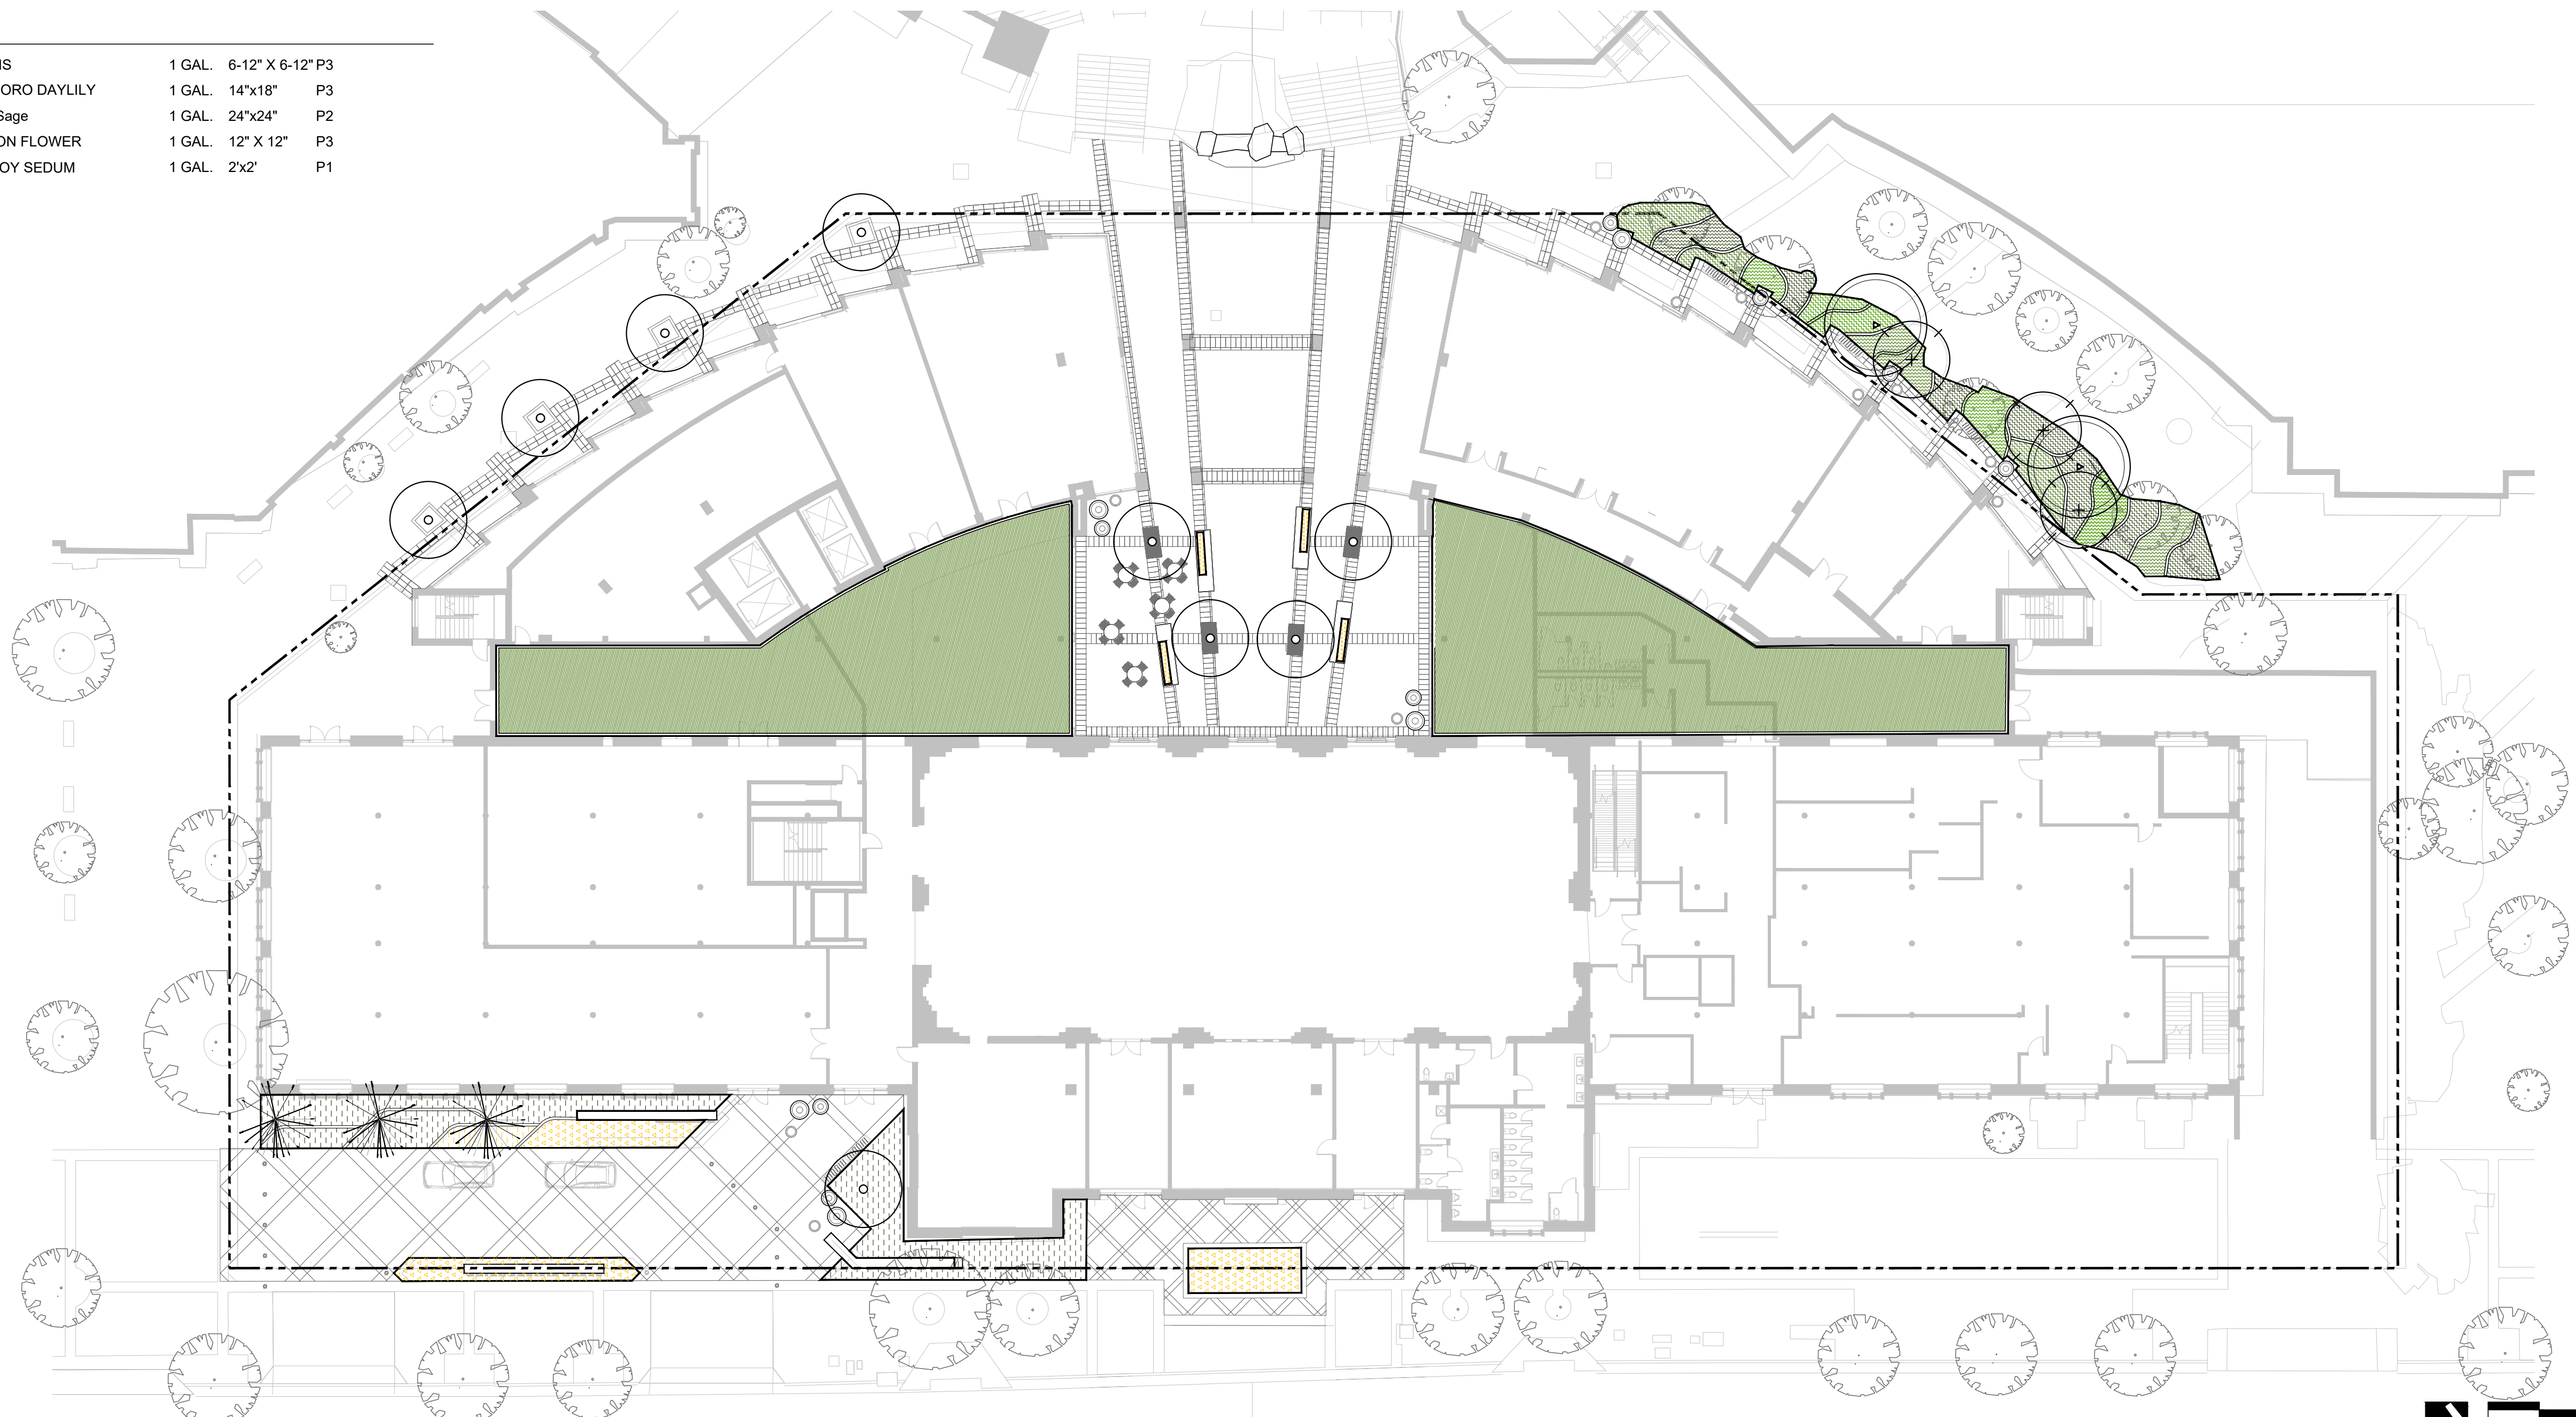 IS 1 GAL. 6-12" X 6-12" P3
ORO DAYLILY 1 GAL. 14"x18" P3
Sage 1 GAL. 24"x24" P2
ON FLOWER 1 GAL. 12" X 12" P3
OY SEDUM 1 GAL. 2'x2' P1